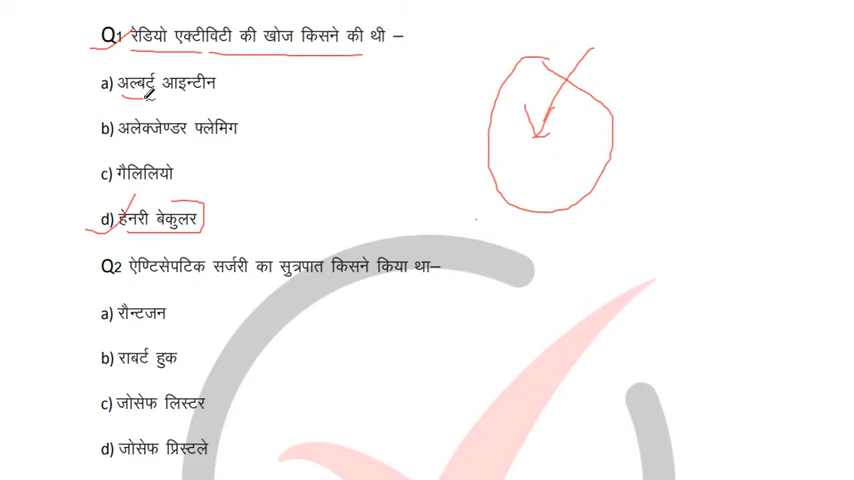 Q1 रेडियो एक्टीविटी की खोज किसने की थी –
a) अल्बर्ट आइन्टीन
b) अलेक्जेण्डर फ्लेमिग
c) गैलिलियो
d) हेनरी बेकुलर
Q2 ऐण्टिसेपटिक सर्जरी का सुत्रपात किसने किया था–
a) रौन्टजन
b) राबर्ट हुक
c) जोसेफ लिस्टर
d) जोसेफ प्रिस्टले